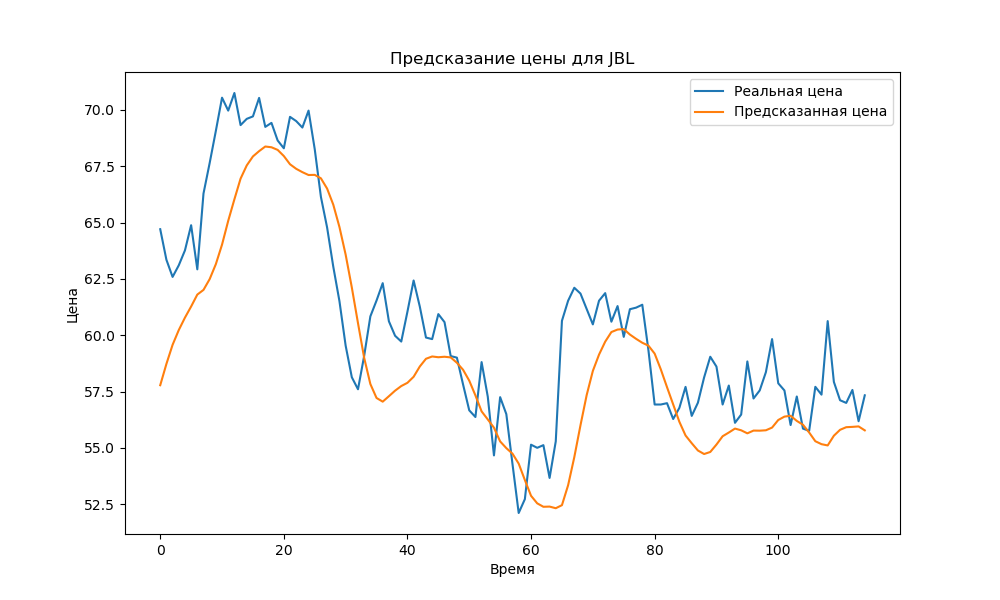 Предсказание цены для JBL
Реальная цена
Предсказанная цена
Цена
70.0
67.5
65.0
62.5
60.0
57.5
55.0
52.5
0
20
40
60
80
100
Время